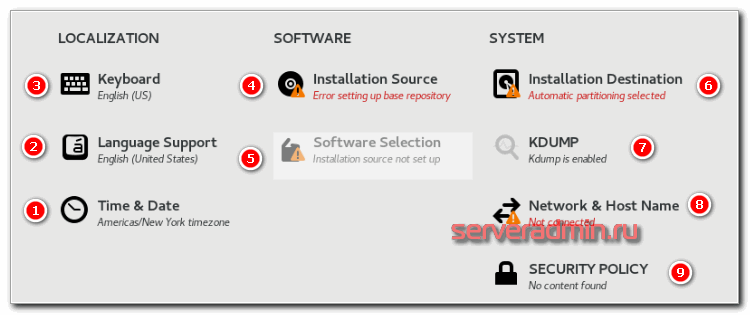 LOCALIZATION
SOFTWARE
SYSTEM
3
Keyboard
English (US)
4
Installation Source
Error setting up base repository
Installation Destination
Automatic partitioning selected
6
2
á
Language Support
English (United States)
5
Software Selection
Installation source not set up
KDUMP
Kdump is enabled
7
1
Time & Date
Americas/New York timezone
Network & Host Name
Not connected
8
serveradmin.ru
SECURITY POLICY
No content found
9